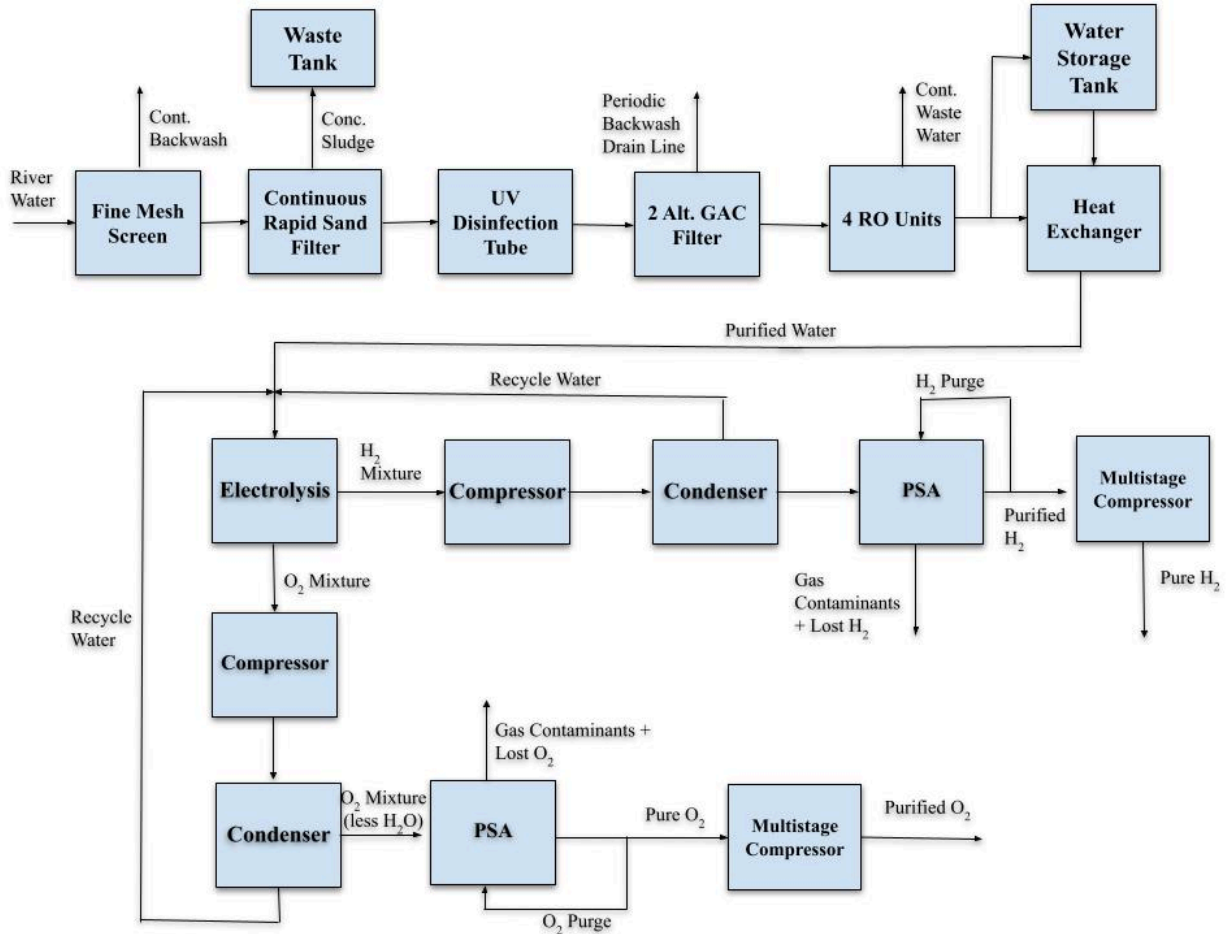 Waste
Tank
Water
Storage
Tank
Cont.
Backwash
Conc.
Sludge
Periodic
Backwash
Drain Line
Cont.
Waste
Water
River
Water
Fine Mesh
Screen
Continuous
Rapid Sand
Filter
UV
Disinfection
Tube
2 Alt. GAC
Filter
4 RO Units
Heat
Exchanger
Purified Water
Recycle Water
H₂ Purge
Electrolysis
H₂
Mixture
Compressor
Condenser
PSA
Purified
H₂
Multistage
Compressor
O₂ Mixture
Gas
Contaminants
+ Lost H₂
Pure H₂
Recycle
Water
Compressor
Gas Contaminants +
Lost O₂
Condenser
O₂ Mixture
(less H₂O)
PSA
Pure O₂
Multistage
Compressor
Purified O₂
O₂ Purge